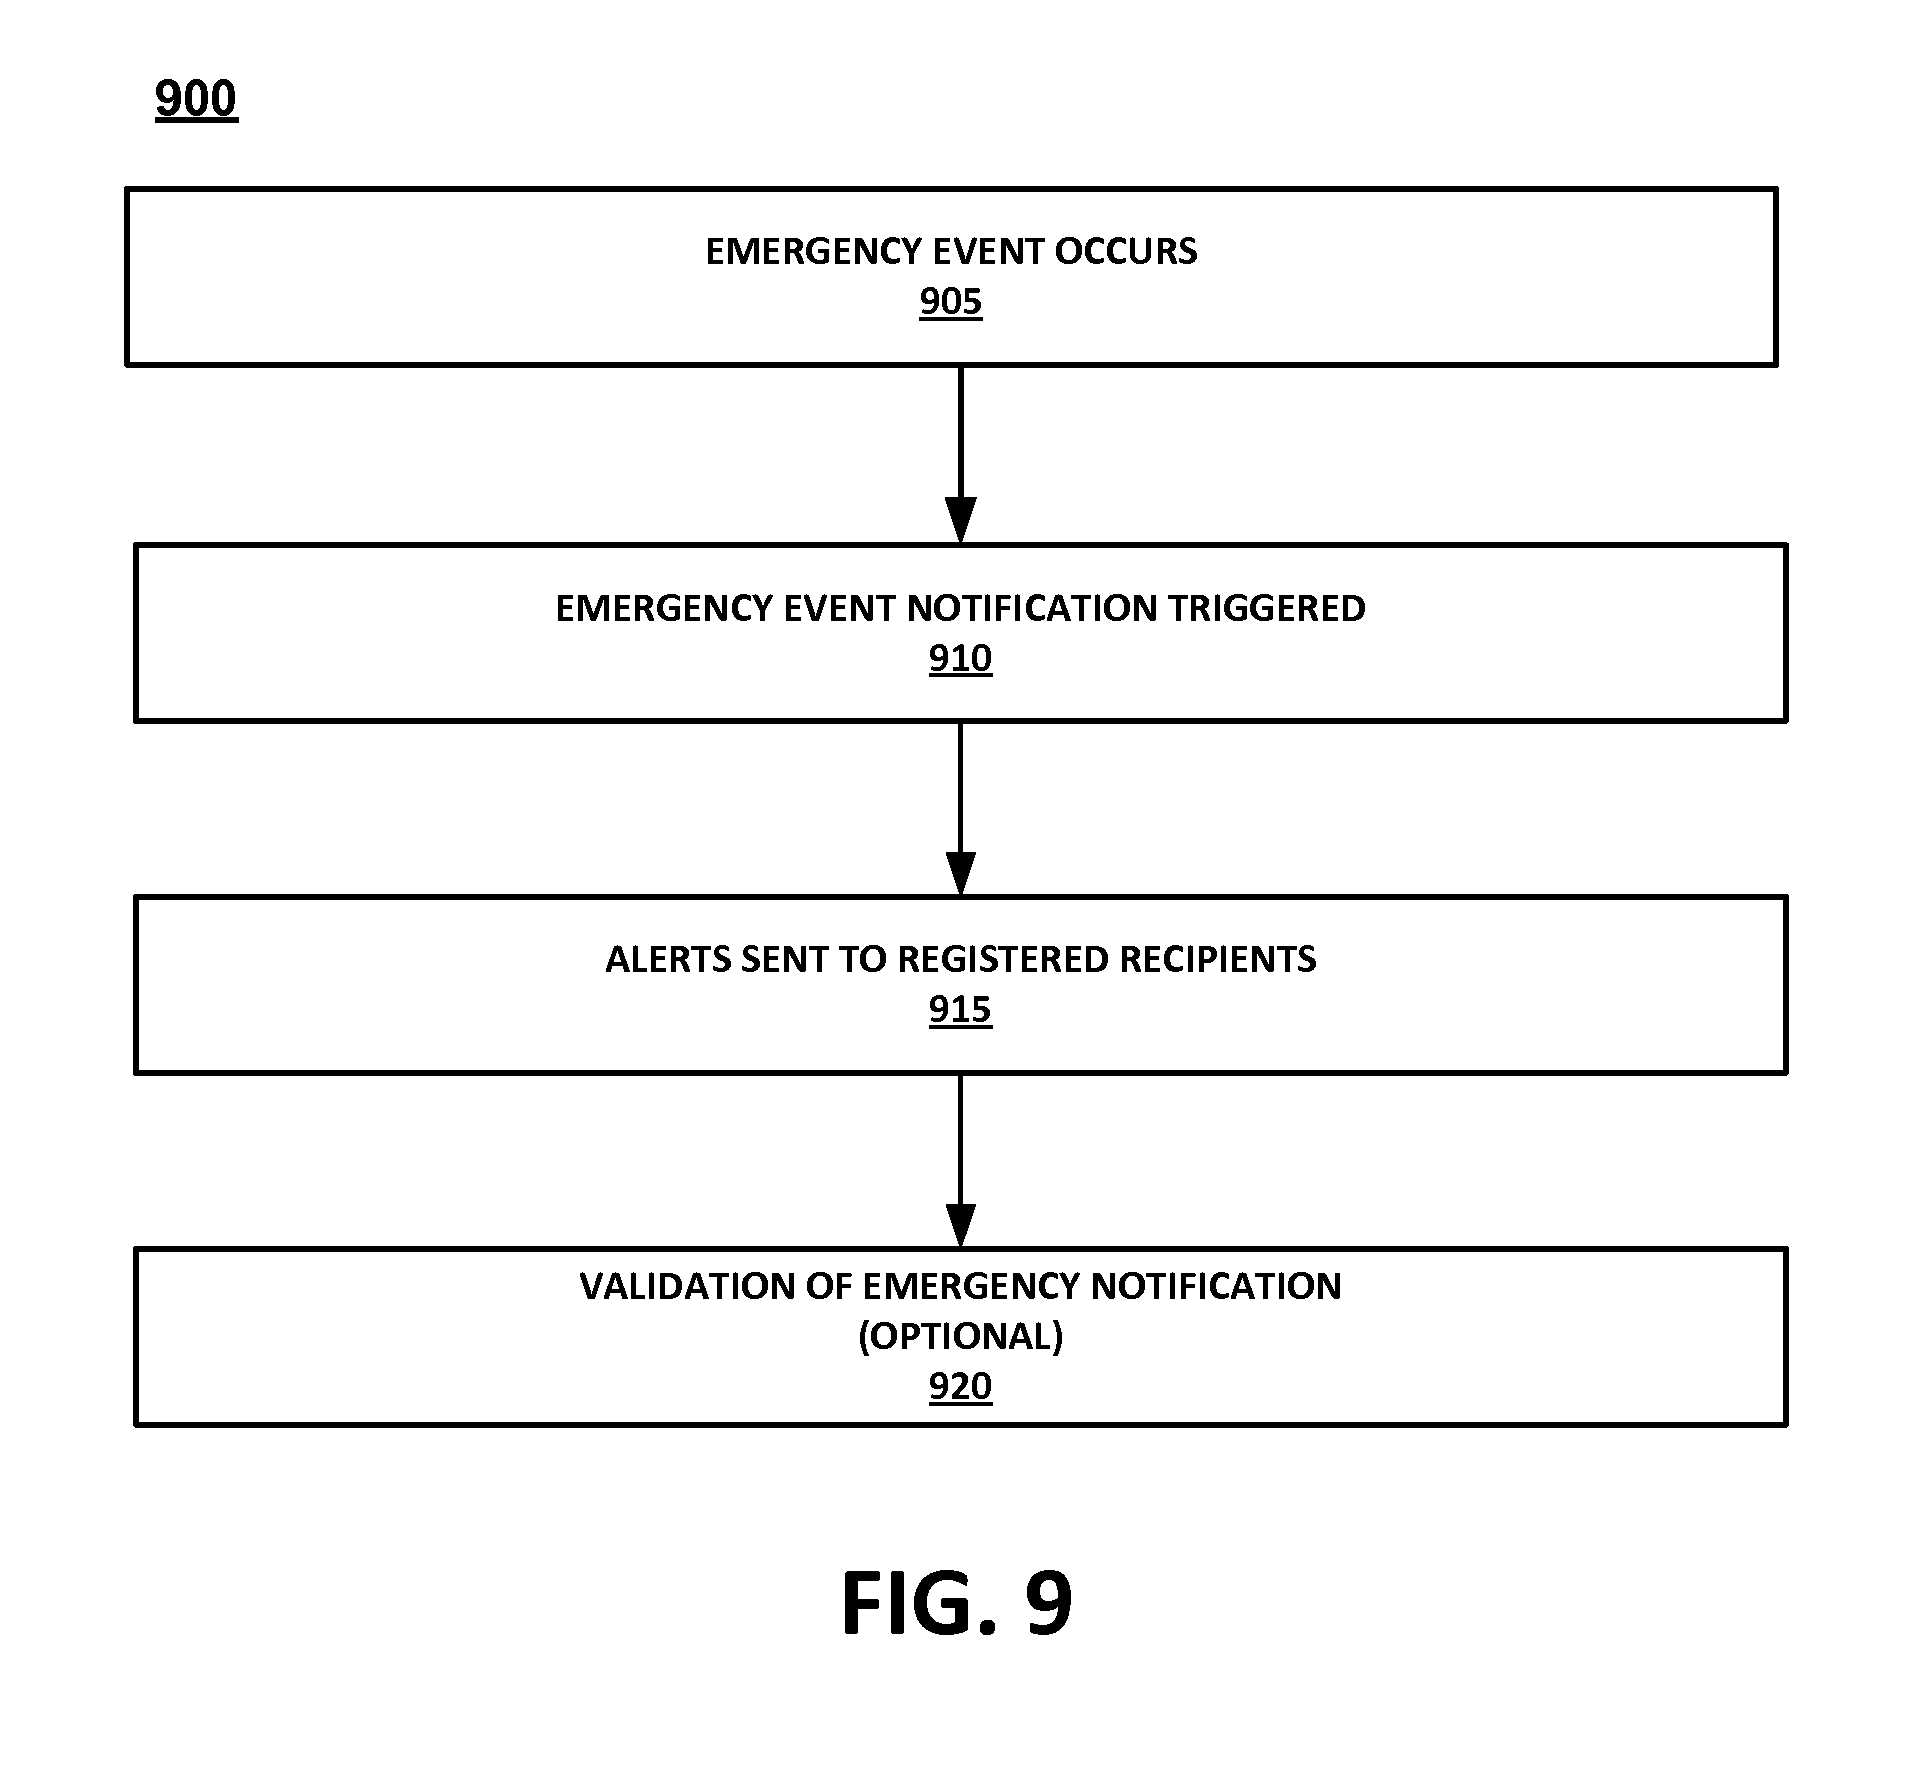 900
EMERGENCY EVENT OCCURS
905
EMERGENCY EVENT NOTIFICATION TRIGGERED
910
ALERTS SENT TO REGISTERED RECIPIENTS
915
VALIDATION OF EMERGENCY NOTIFICATION
(OPTIONAL)
920
FIG. 9